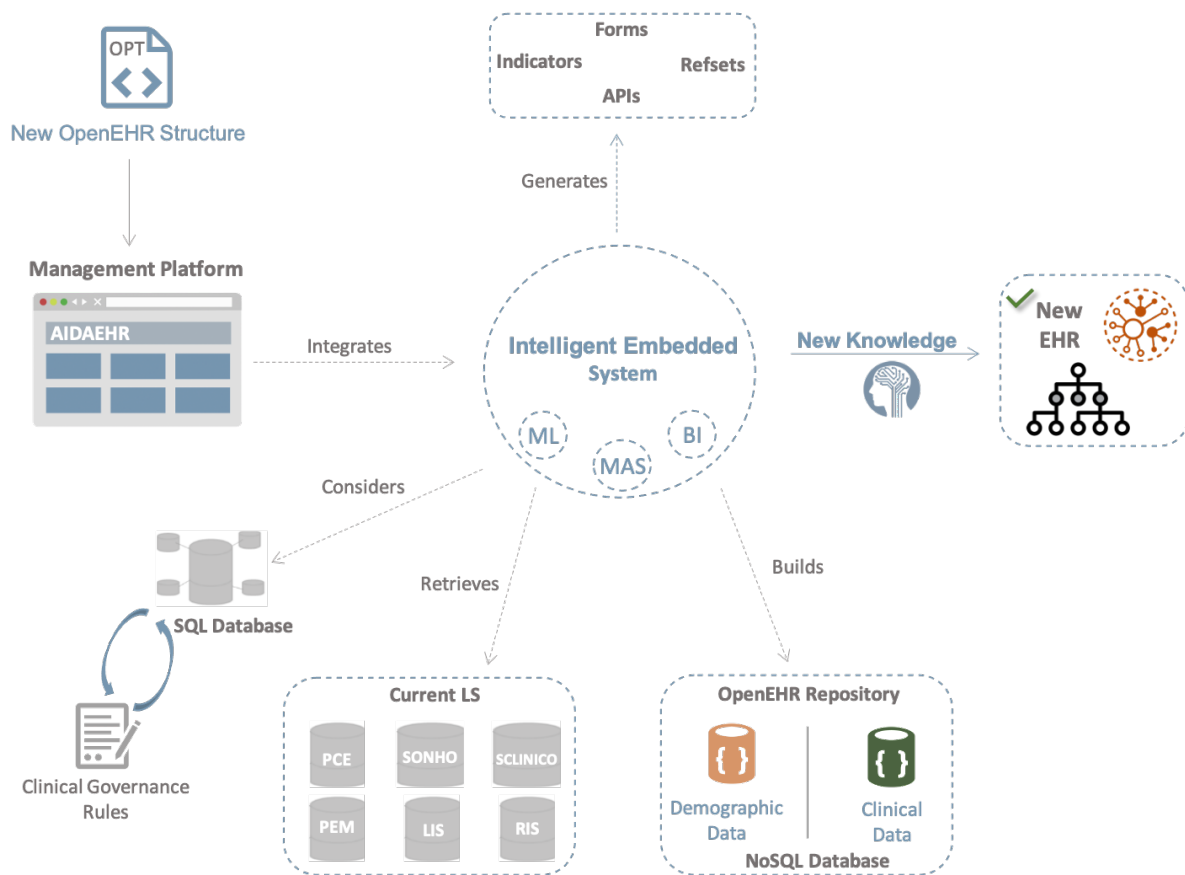 Forms
Indicators
Refsets
APIs
OPT
New OpenEHR Structure
Generates
Management Platform
AIDAEHR
Integrates
Intelligent Embedded
System
ML
MAS
BI
New Knowledge
New
EHR
Considers
Retrieves
Builds
SQL Database
Clinical Governance
Rules
Current LS
PCE
SONHO
SCLINICO
PEM
LIS
RIS
OpenEHR Repository
{ }
{ }
Demographic
Data
Clinical
Data
NoSQL Database